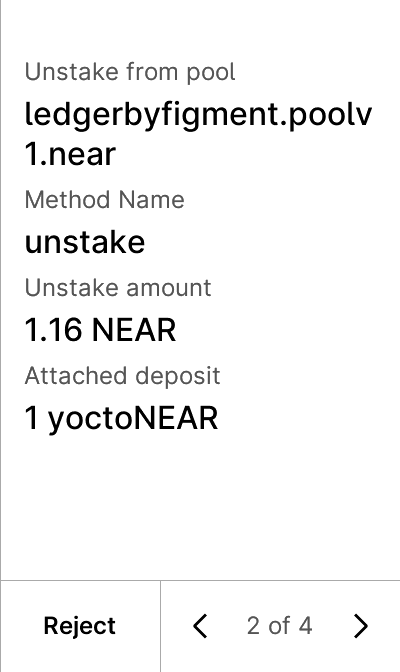 Unstake from pool
ledgerbyfigment.poolv
1.near
Method Name
unstake
Unstake amount
1.16 NEAR
Attached deposit
1 yoctoNEAR
Reject
2 of 4